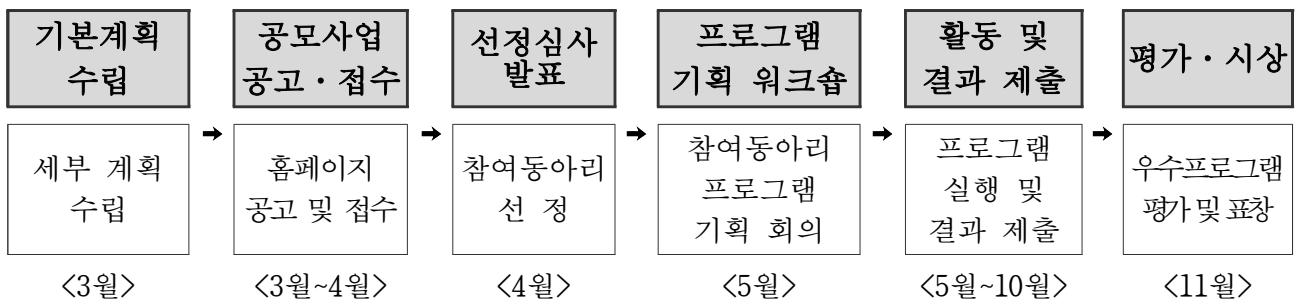 기본계획
수립
공모사업
공고·접수
선정심사
발표
프로그램
기획 워크숍
활동 및
결과 제출
평가·시상
세부 계획
수립
홈페이지
공고 및 접수
참여동아리
선 정
참여동아리
프로그램
기획 회의
프로그램
실행 및
결과 제출
우수프로그램
평가 및 표창
<3월>
<3월~4월>
<4월>
<5월>
<5월~10월>
<11월>